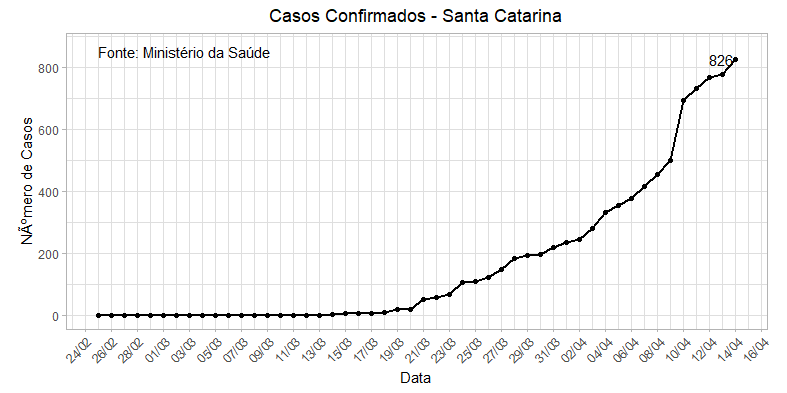 Casos Confirmados - Santa Catarina
Fonte: Ministério da Saúde
826
800
600
400
200
0
NÃºmero de Casos
24/02 26/02 28/02 01/03 03/03 05/03 07/03 09/03 11/03 13/03 15/03 17/03 19/03 21/03 23/03 25/03 27/03 29/03 31/03 02/04 04/04 06/04 08/04 10/04 12/04 14/04 16/04
Data